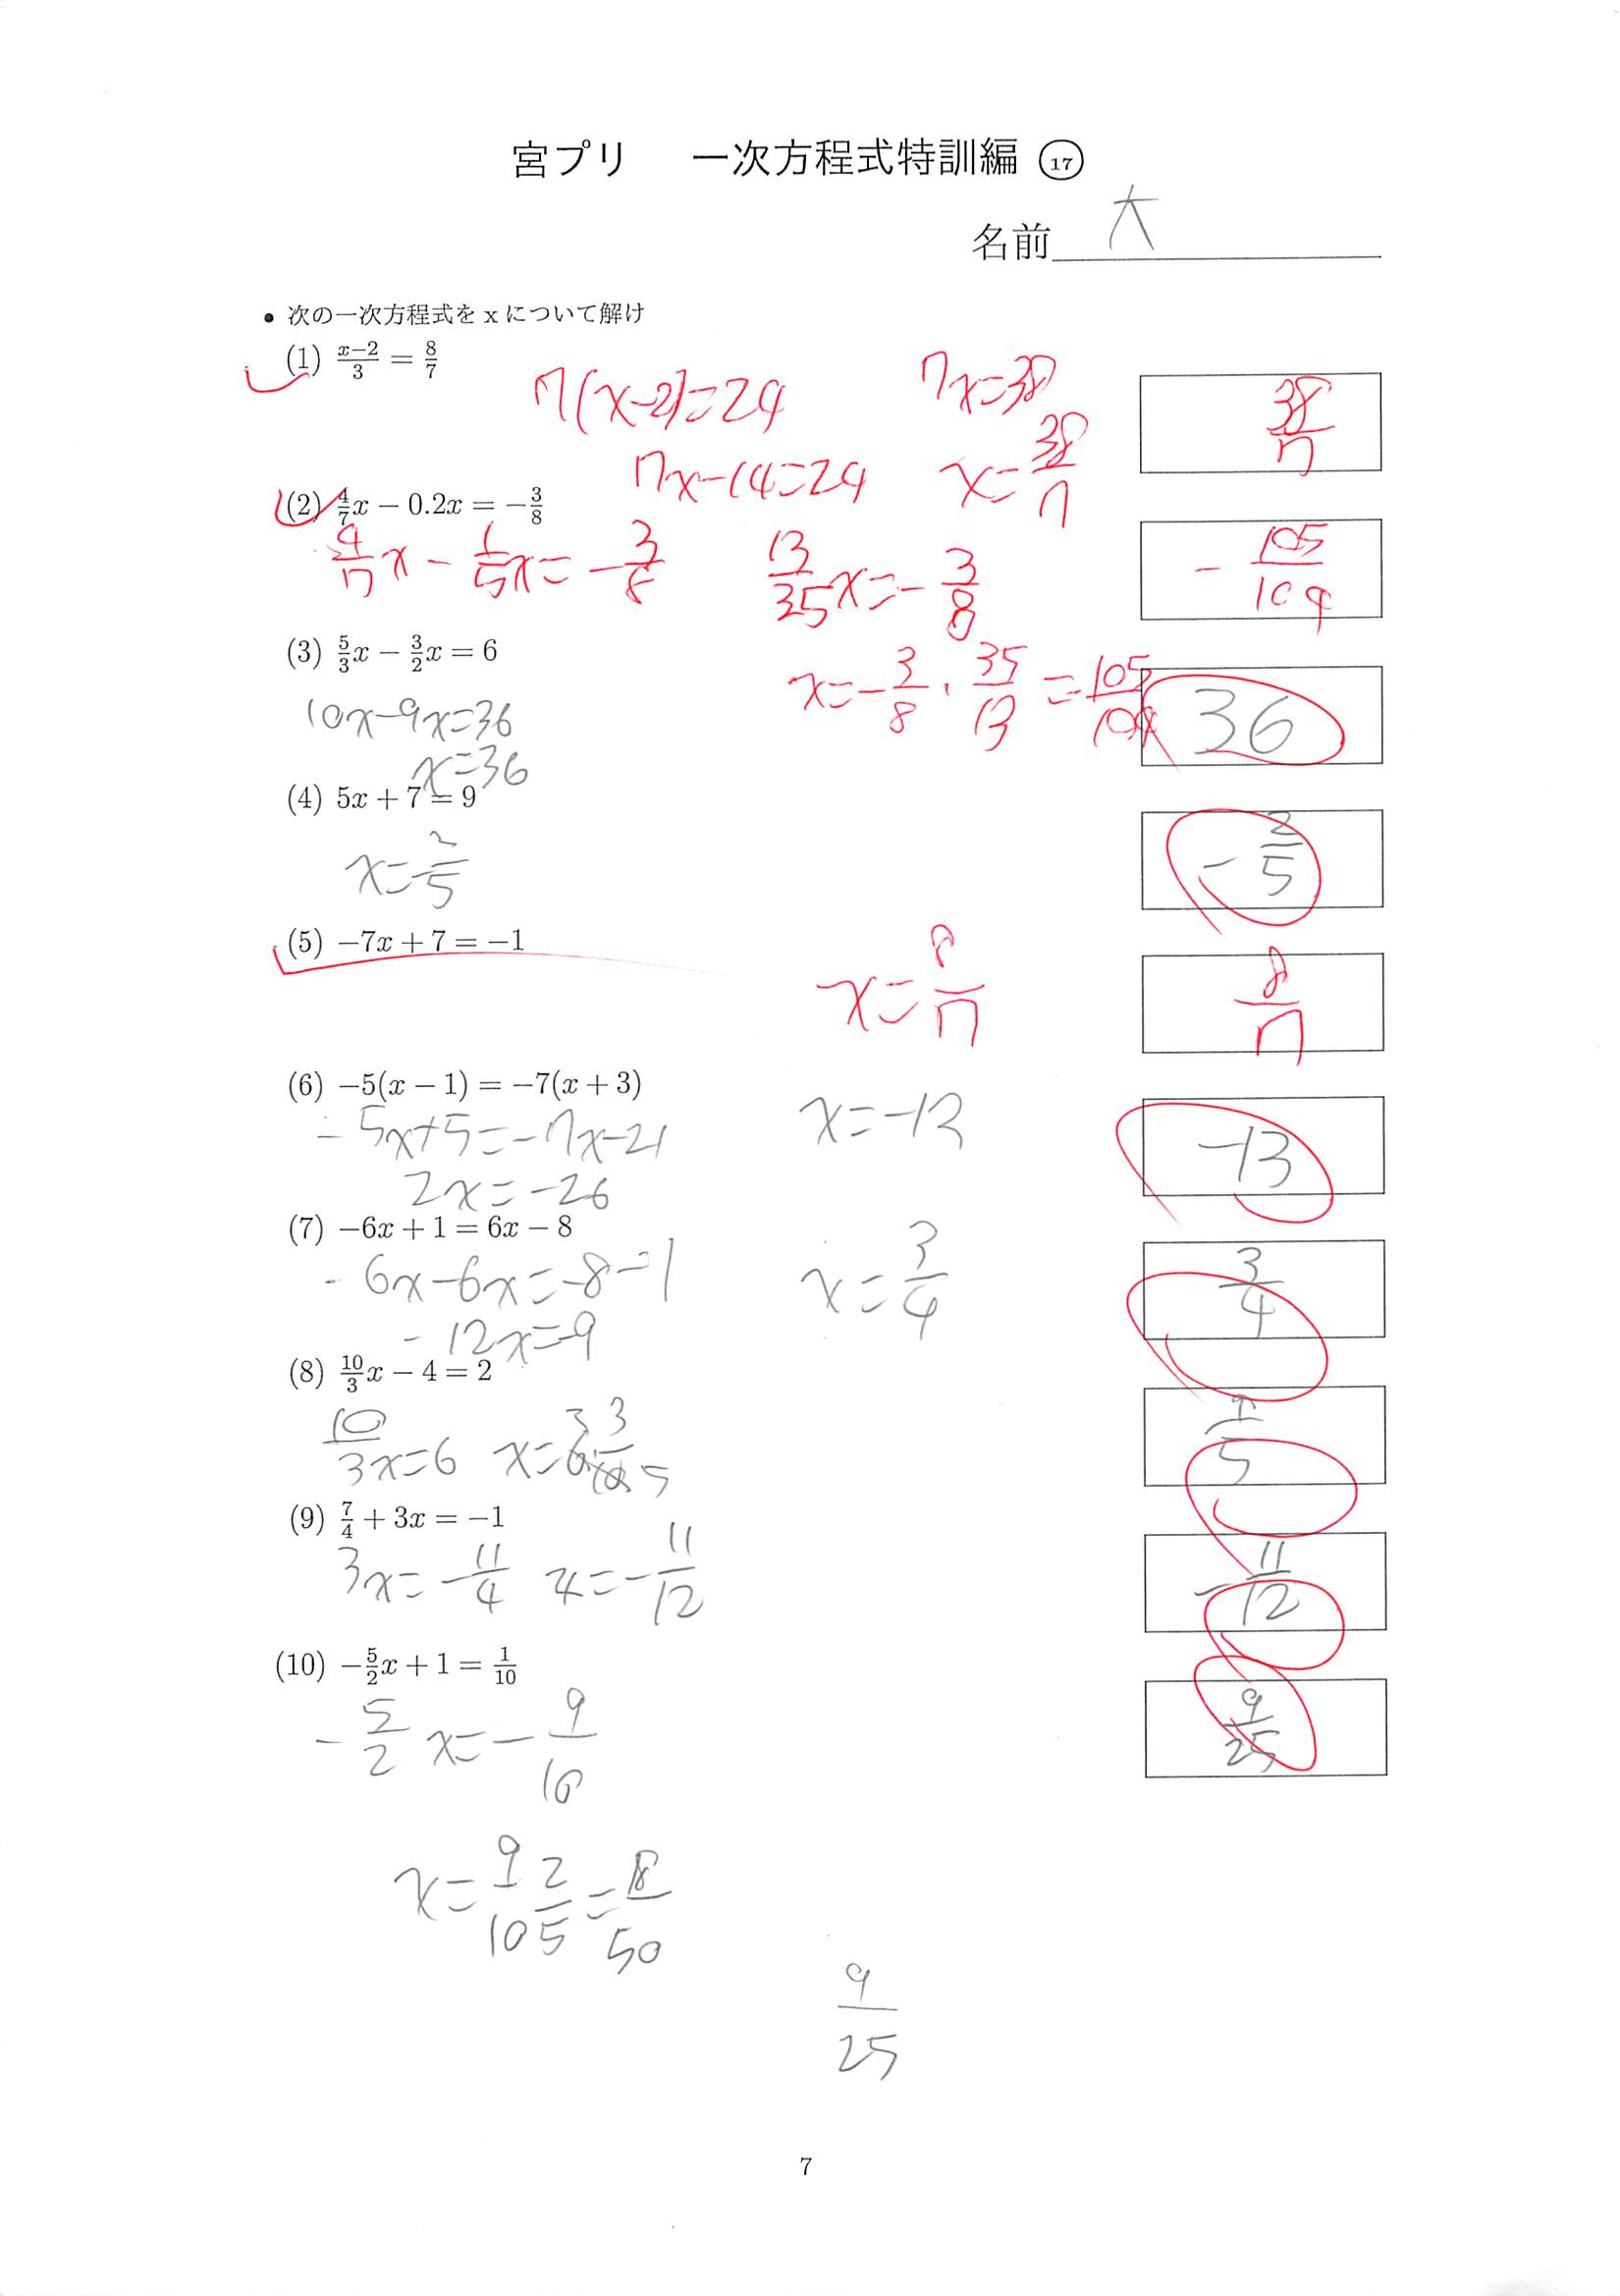 宮プリ 一次方程式特訓編 ⑰
名前 大
• 次の一次方程式を x について解け
(1) \frac{x-2}{3} = \frac{8}{7}
7(x-2)=24
7x-14=24
7x=38
x=\frac{38}{7}
\frac{38}{7}
(2) \frac{4}{7}x - 0.2x = -\frac{3}{8}
\frac{4}{7}x - \frac{1}{5}x = -\frac{3}{8}
\frac{13}{35}x = -\frac{3}{8}
x = -\frac{3}{8} · \frac{35}{13} = -\frac{105}{104}
-\frac{105}{104}
(3) \frac{5}{3}x - \frac{3}{2}x = 6
10x-9x=36
x=36
36
(4) 5x + 7 = 9
x=\frac{2}{5}
-\frac{2}{5}
(5) -7x + 7 = -1
x=\frac{8}{7}
\frac{8}{7}
(6) -5(x - 1) = -7(x + 3)
-5x+5=-7x-21
2x=-26
x=-13
-13
(7) -6x + 1 = 6x - 8
-6x-6x=-8-1
-12x=-9
x=\frac{3}{4}
\frac{3}{4}
(8) \frac{10}{3}x - 4 = 2
\frac{10}{3}x=6
\frac{9}{5}
(9) \frac{7}{4} + 3x = -1
3x=-\frac{11}{4}
x=-\frac{11}{12}
-\frac{11}{12}
(10) -\frac{5}{2}x + 1 = \frac{1}{10}
-\frac{5}{2}x=-\frac{9}{10}
x=\frac{9}{10}\frac{2}{5}=\frac{18}{50}
\frac{9}{25}
\frac{9}{25}
7